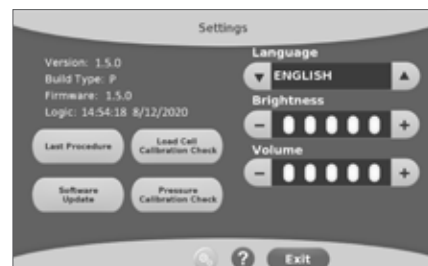 Settings
Version: 1.5.0
Build Type: P
Firmware: 1.5.0
Logic: 14:54:18 8/12/2020
Last Procedure
Load Cell
Calibration Check
Software
Update
Pressure
Calibration Check
Language
ENGLISH
Brightness
Volume
?
Exit